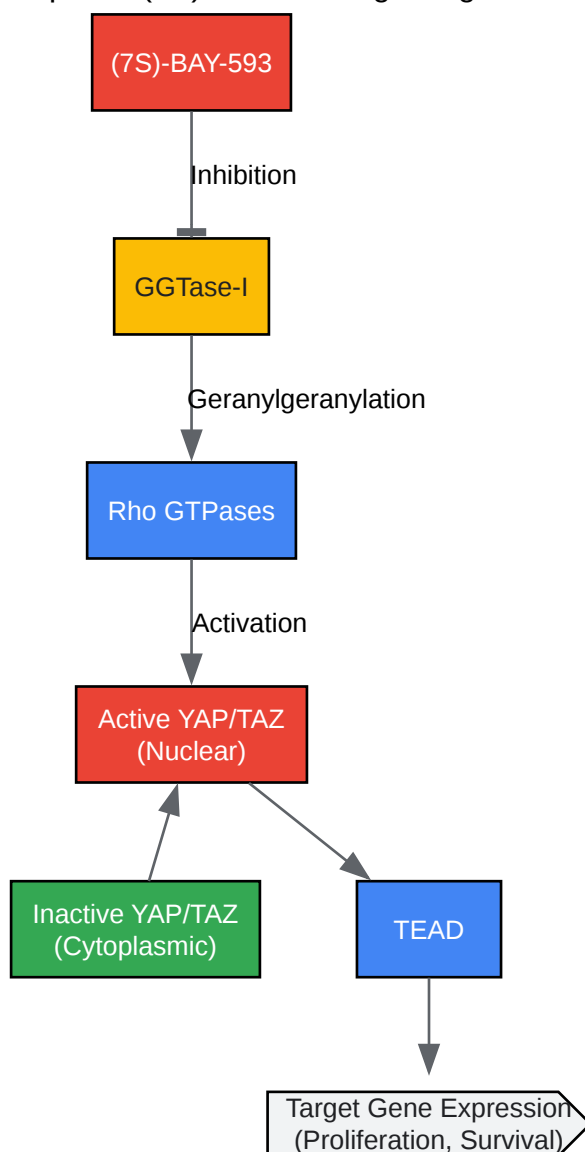 (7S)-BAY-593
Inhibition
GGTase-I
Geranylgeranylation
Rho GTPases
Activation
Active YAP/TAZ
(Nuclear)
Inactive YAP/TAZ
(Cytoplasmic)
TEAD
Target Gene Expression
(Proliferation, Survival)